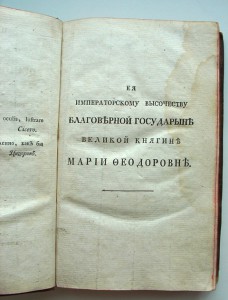 ЕЯ
ИМПЕРАТОРСКОМУ ВЫСОЧЕСТВУ
БЛАГОВѢРНОЙ ГОСУДАРЫНѢ
ВЕЛИКОЙ КНЯГИНѢ
МАРІИ ѲЕОДОРОВНѢ.